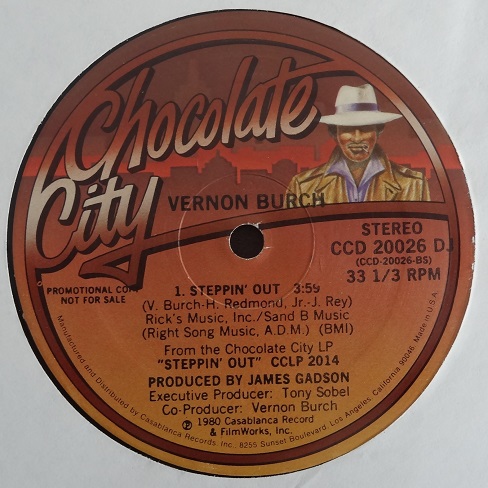 Chocolate
City
VERNON BURCH
STEREO
CCD 20026 DJ
(CCD-20026-BS)
33 1/3 RPM
PROMOTIONAL COPY
NOT FOR SALE
1. STEPPIN' OUT 3:59
(V. Burch-H. Redmond, Jr.-J. Rey)
Rick's Music, Inc./Sand B Music
(Right Song Music, A.D.M.) (BMI)
From the Chocolate City LP
"STEPPIN' OUT" CCLP 2014
PRODUCED BY JAMES GADSON
Executive Producer: Tony Sobel
Co-Producer: Vernon Burch
℗ 1980 Casablanca Record
& FilmWorks, Inc.
Manufactured and Distributed by Casablanca Records, Inc., 8255 Sunset Boulevard, Los Angeles, California 90046. Made in U.S.A.